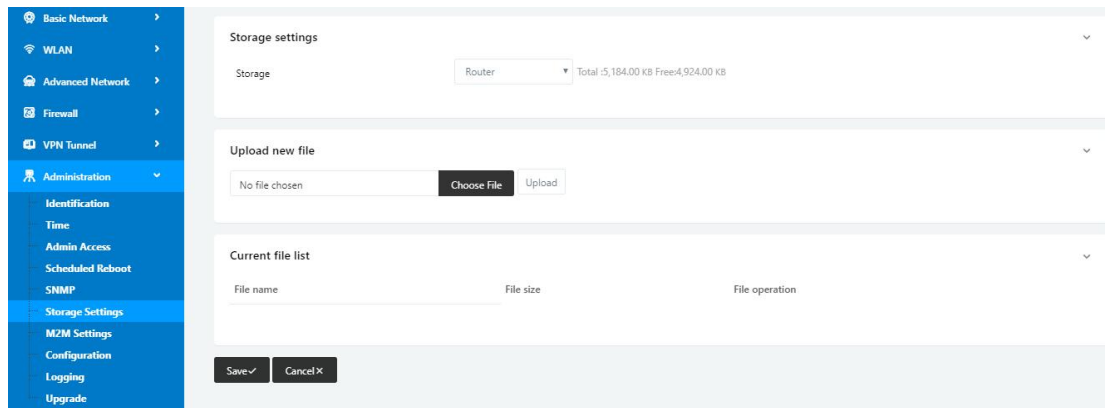 Basic Network
WLAN
Advanced Network
Firewall
VPN Tunnel
Administration
Identification
Time
Admin Access
Scheduled Reboot
SNMP
Storage Settings
M2M Settings
Configuration
Logging
Upgrade
Storage settings
Storage Router Total :5,184.00 KB Free:4,924.00 KB
Upload new file
No file chosen Choose File Upload
Current file list
File name File size File operation
Save Cancel